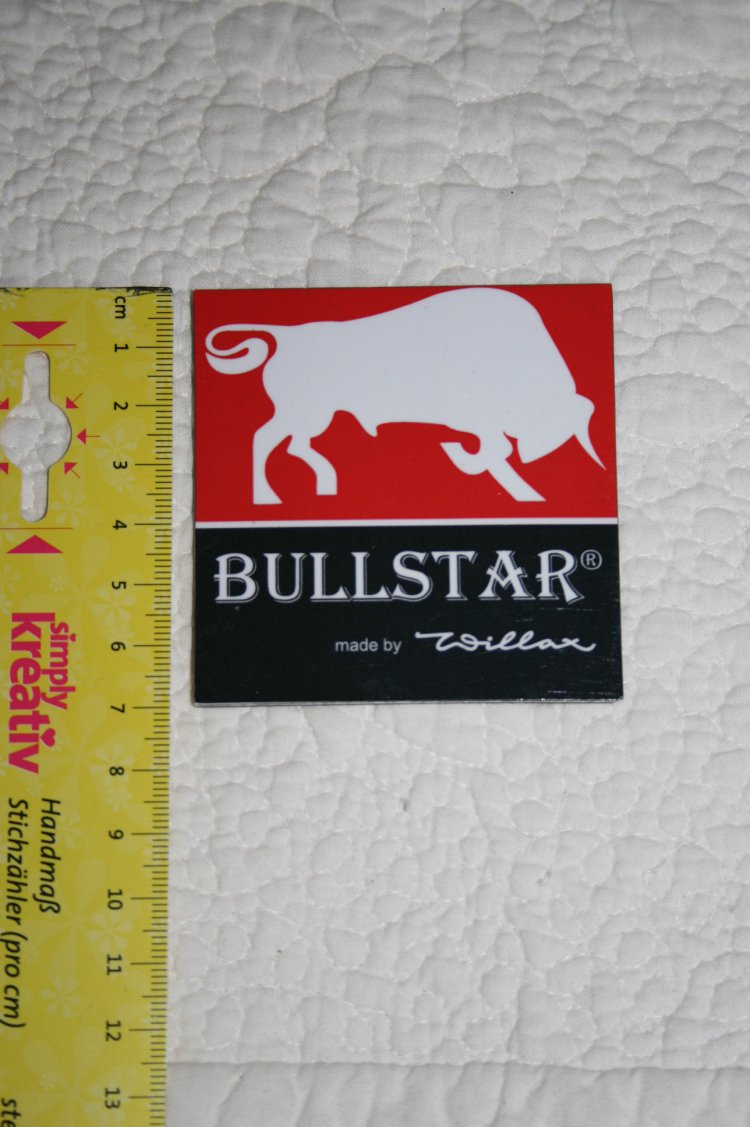 BULLSTAR®
made by Willax
cm
1
2
3
4
5
6
7
8
9
10
11
12
13
simply
kreativ
Handmaß
Stichzähler (pro cm)